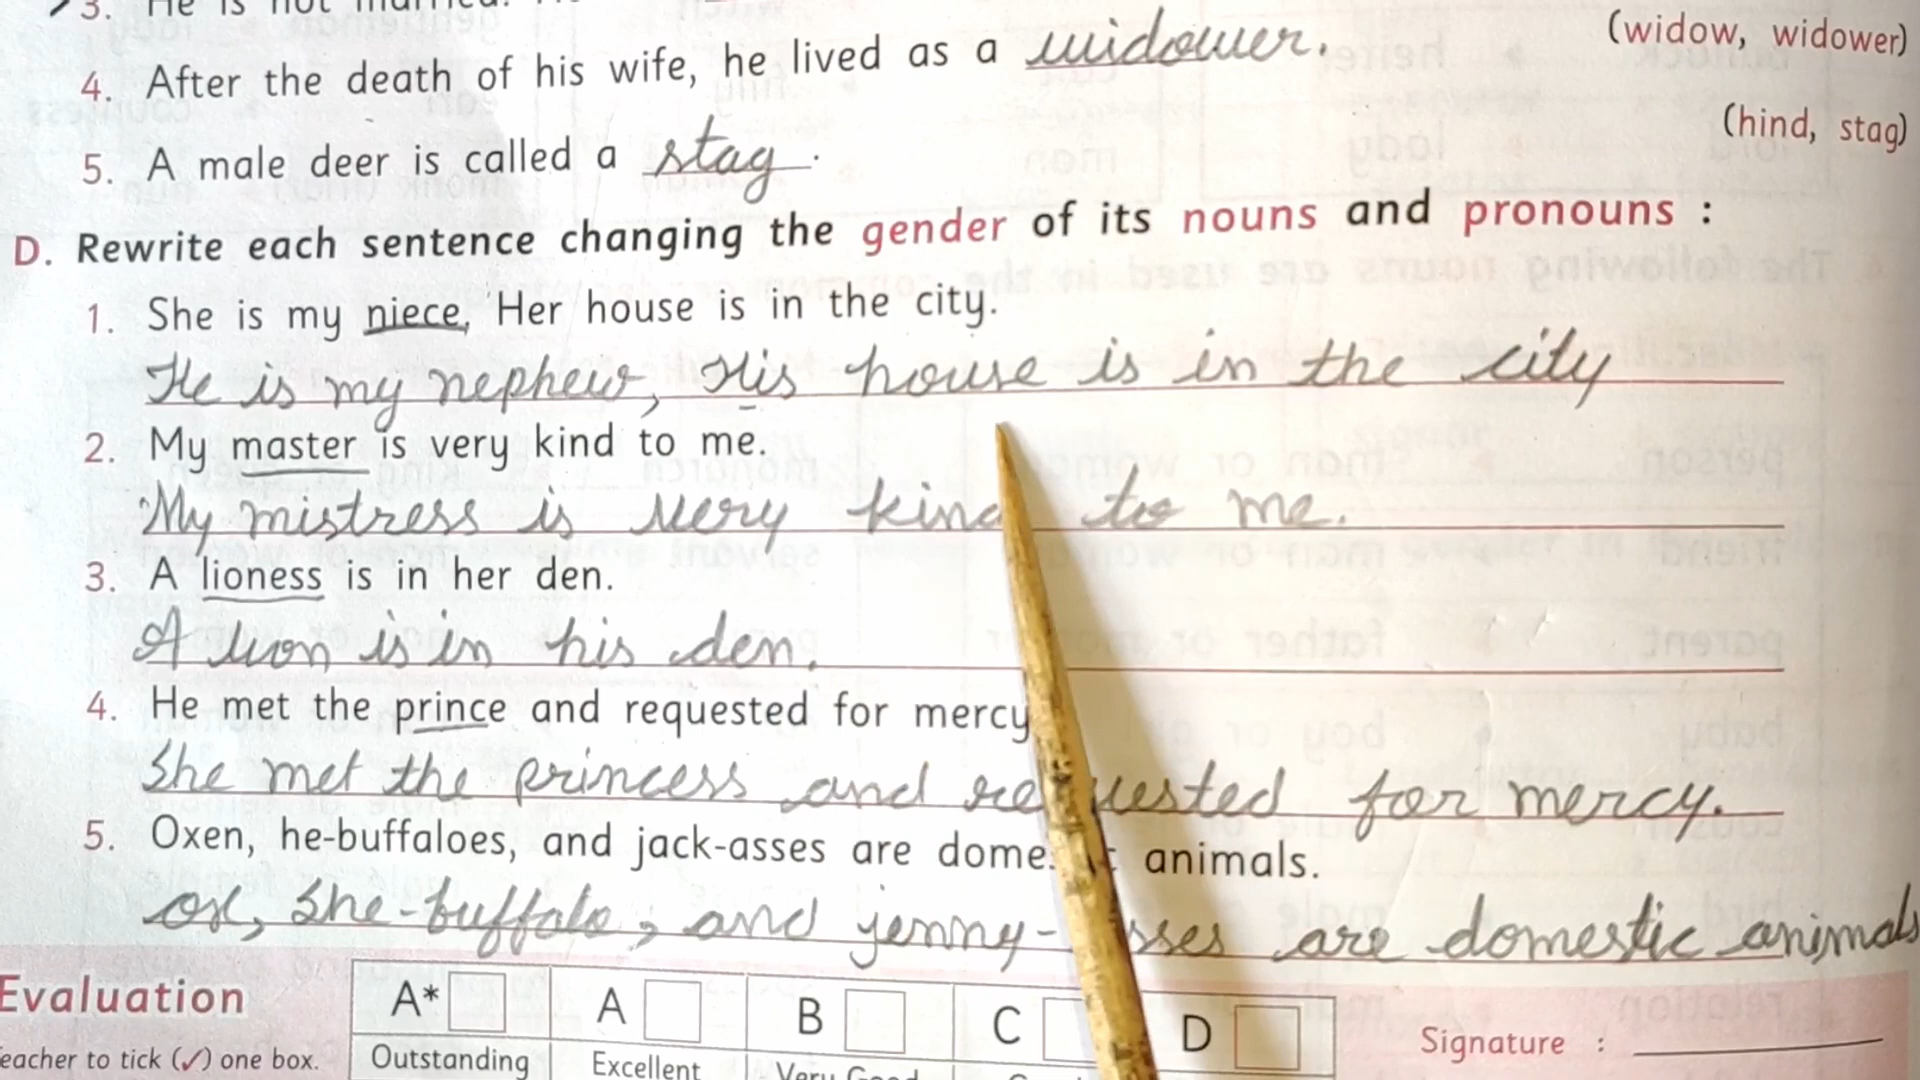 3. He is not married. He
4. After the death of his wife, he lived as a widower. (widow, widower)
5. A male deer is called a stag. (hind, stag)
D. Rewrite each sentence changing the gender of its nouns and pronouns :
1. She is my niece, Her house is in the city.
He is my nephew, His house is in the city
2. My master is very kind to me.
My mistress is very kind to me.
3. A lioness is in her den.
A lion is in his den.
4. He met the prince and requested for mercy
She met the princess and requested for mercy.
5. Oxen, he-buffaloes, and jack-asses are domestic animals.
ox, she-buffalo, and jenny-asses are domestic animals
Evaluation A* A B C D
Signature :
eacher to tick (✓) one box. Outstanding Excellent Very Good